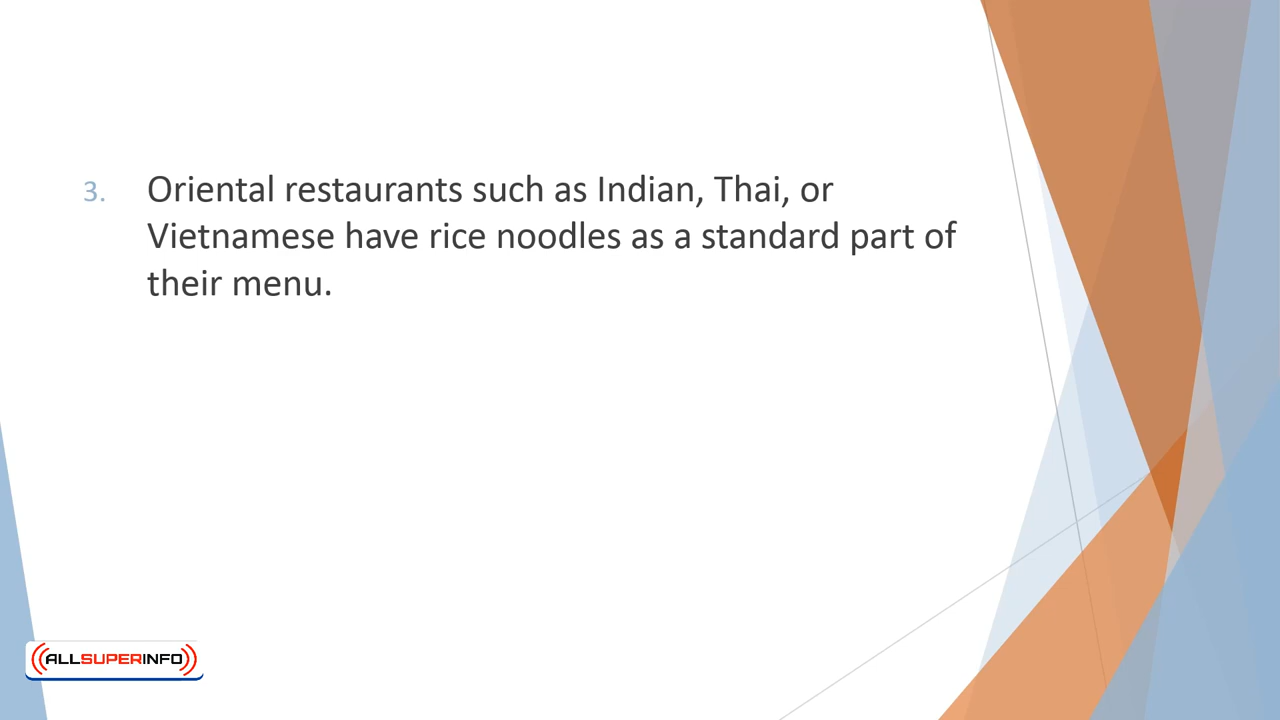 3. Oriental restaurants such as Indian, Thai, or
Vietnamese have rice noodles as a standard part of
their menu.
ALLSUPERINFO